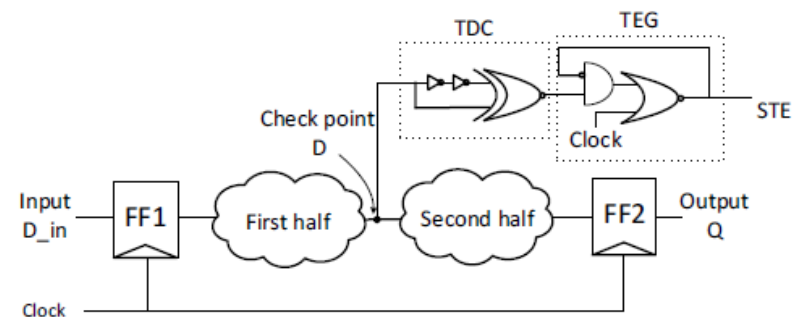 TDC
TEG
STE
Clock
Check point
D
Input
D_in
FF1
First half
Second half
FF2
Output
Q
Clock